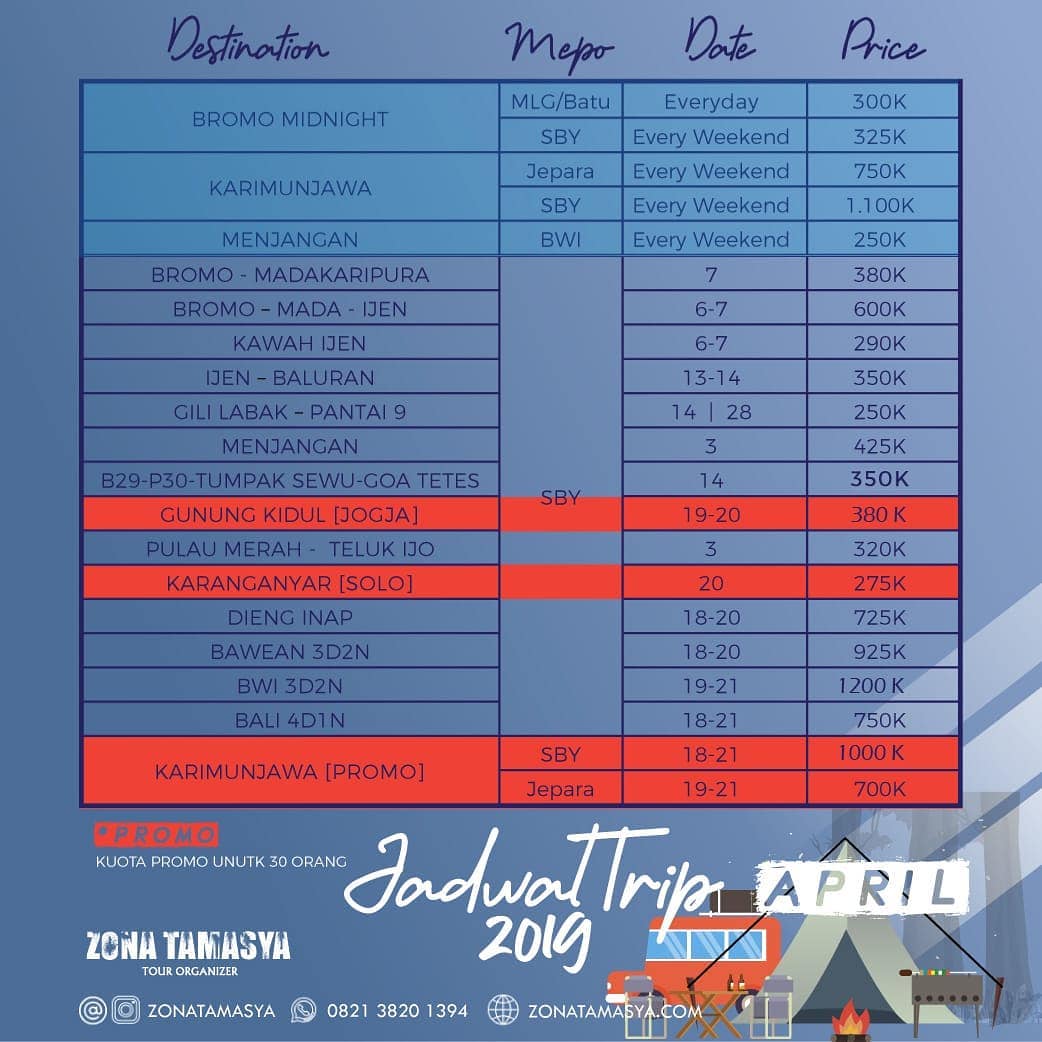 Destination Mepo Date Price
BROMO MIDNIGHT MLG/Batu Everyday 300K
SBY Every Weekend 325K
KARIMUNJAWA Jepara Every Weekend 750K
SBY Every Weekend 1.100K
MENJANGAN BWI Every Weekend 250K
BROMO - MADAKARIPURA 7 380K
BROMO – MADA - IJEN 6-7 600K
KAWAH IJEN 6-7 290K
IJEN – BALURAN 13-14 350K
GILI LABAK – PANTAI 9 14 | 28 250K
MENJANGAN 3 425K
B29-P30-TUMPAK SEWU-GOA TETES 14 350K
SBY
GUNUNG KIDUL [JOGJA] 19-20 380 K
PULAU MERAH - TELUK IJO 3 320K
KARANGANYAR [SOLO] 20 275K
DIENG INAP 18-20 725K
BAWEAN 3D2N 18-20 925K
BWI 3D2N 19-21 1200 K
BALI 4D1N 18-21 750K
KARIMUNJAWA [PROMO] SBY 18-21 1000 K
Jepara 19-21 700K
*PROMO
KUOTA PROMO UNUTK 30 ORANG
Jadwal Trip APRIL
2019
ZONA TAMASYA
TOUR ORGANIZER
@ ZONATAMASYA 0821 3820 1394 ZONATAMASYA.COM